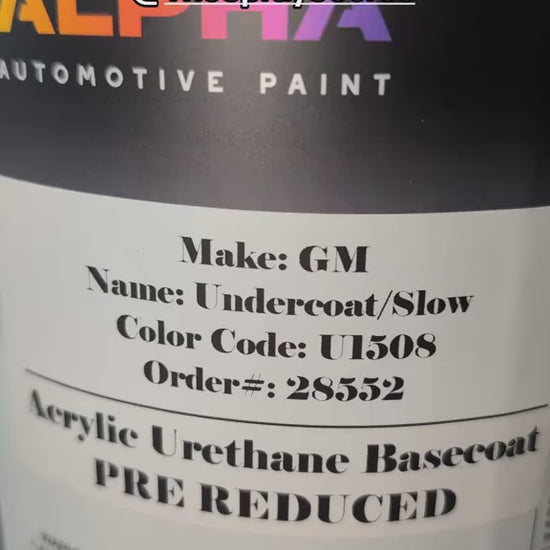 ALPHA
AUTOMOTIVE PAINT
Make: GM
Name: Undercoat/Slow
Color Code: U1508
Order#: 28552
Acrylic Urethane Basecoat
PRE REDUCED